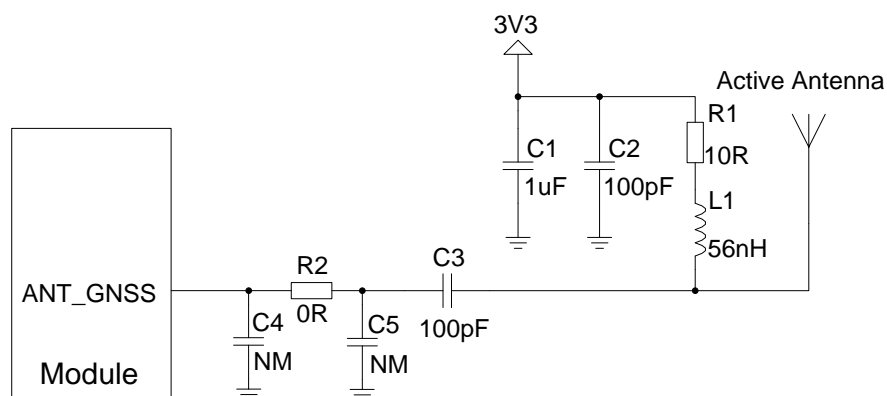 3V3
Active Antenna
R1
10R
C1
1uF
C2
100pF
L1
56nH
C3
100pF
R2
0R
ANT_GNSS
C4
NM
C5
NM
Module